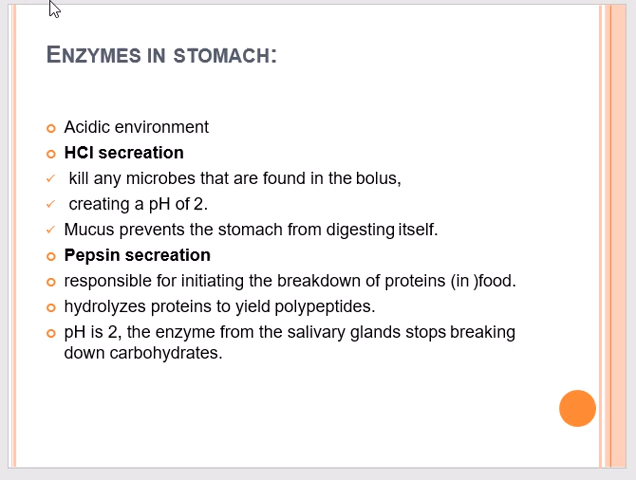 ENZYMES IN STOMACH:
Acidic environment
HCl secreation
kill any microbes that are found in the bolus,
creating a pH of 2.
Mucus prevents the stomach from digesting itself.
Pepsin secreation
responsible for initiating the breakdown of proteins (in )food.
hydrolyzes proteins to yield polypeptides.
pH is 2, the enzyme from the salivary glands stops breaking
down carbohydrates.